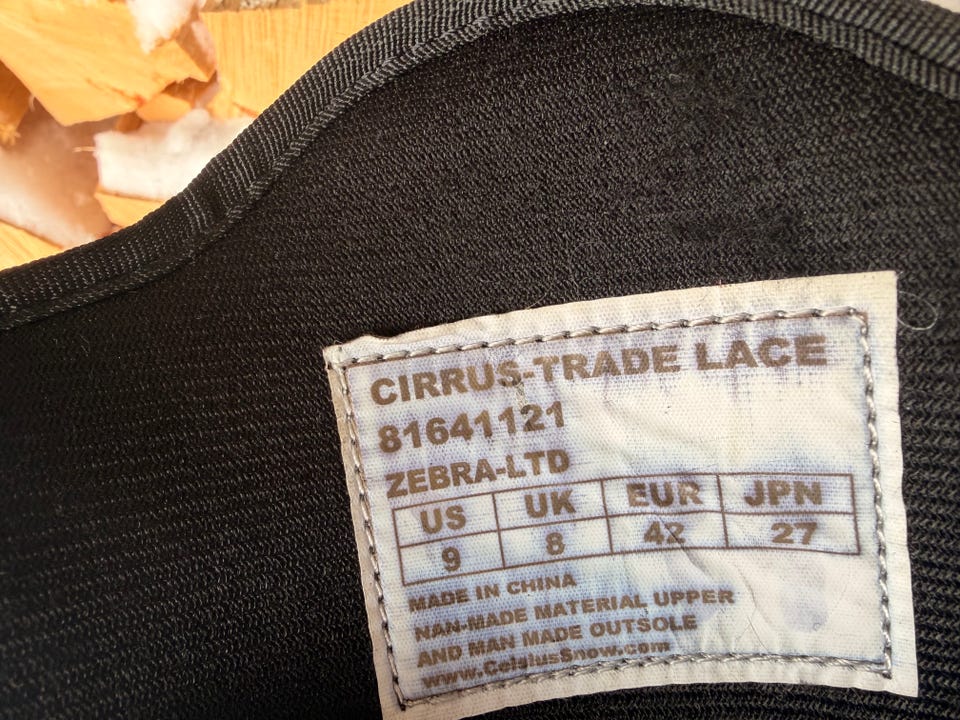 CIRRUS-TRADE LACE
81641121
ZEBRA-LTD
US UK EUR JPN
9 8 42 27
MADE IN CHINA
NAN-MADE MATERIAL UPPER
AND MAN MADE OUTSOLE
www.CelsiusSnow.com